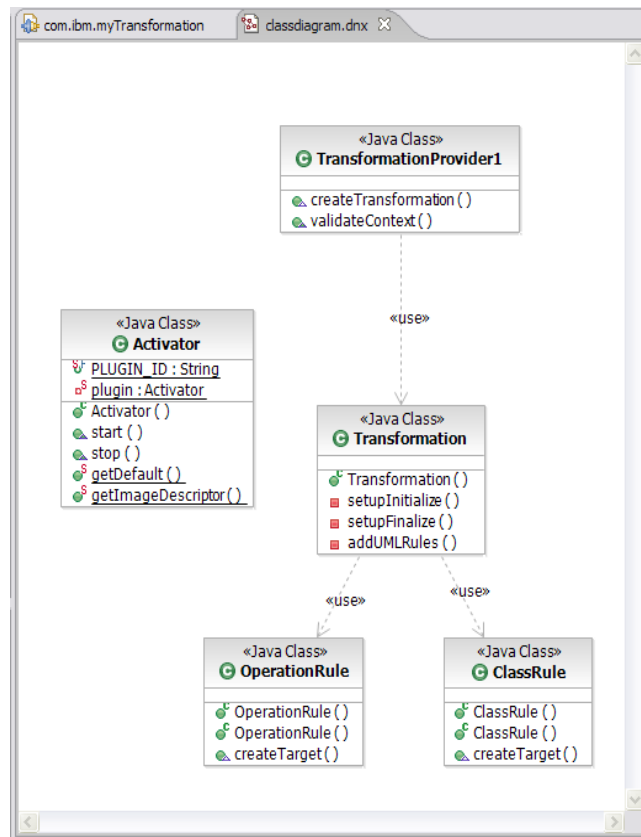 com.ibm.myTransformation
classdiagram.dnx
«Java Class»
TransformationProvider1
createTransformation ( )
validateContext ( )
«use»
«Java Class»
Activator
PLUGIN_ID : String
plugin : Activator
Activator ( )
start ( )
stop ( )
getDefault ( )
getImageDescriptor ( )
«Java Class»
Transformation
Transformation ( )
setupInitialize ( )
setupFinalize ( )
addUMLRules ( )
«use»
«use»
«Java Class»
OperationRule
OperationRule ( )
OperationRule ( )
createTarget ( )
«Java Class»
ClassRule
ClassRule ( )
ClassRule ( )
createTarget ( )